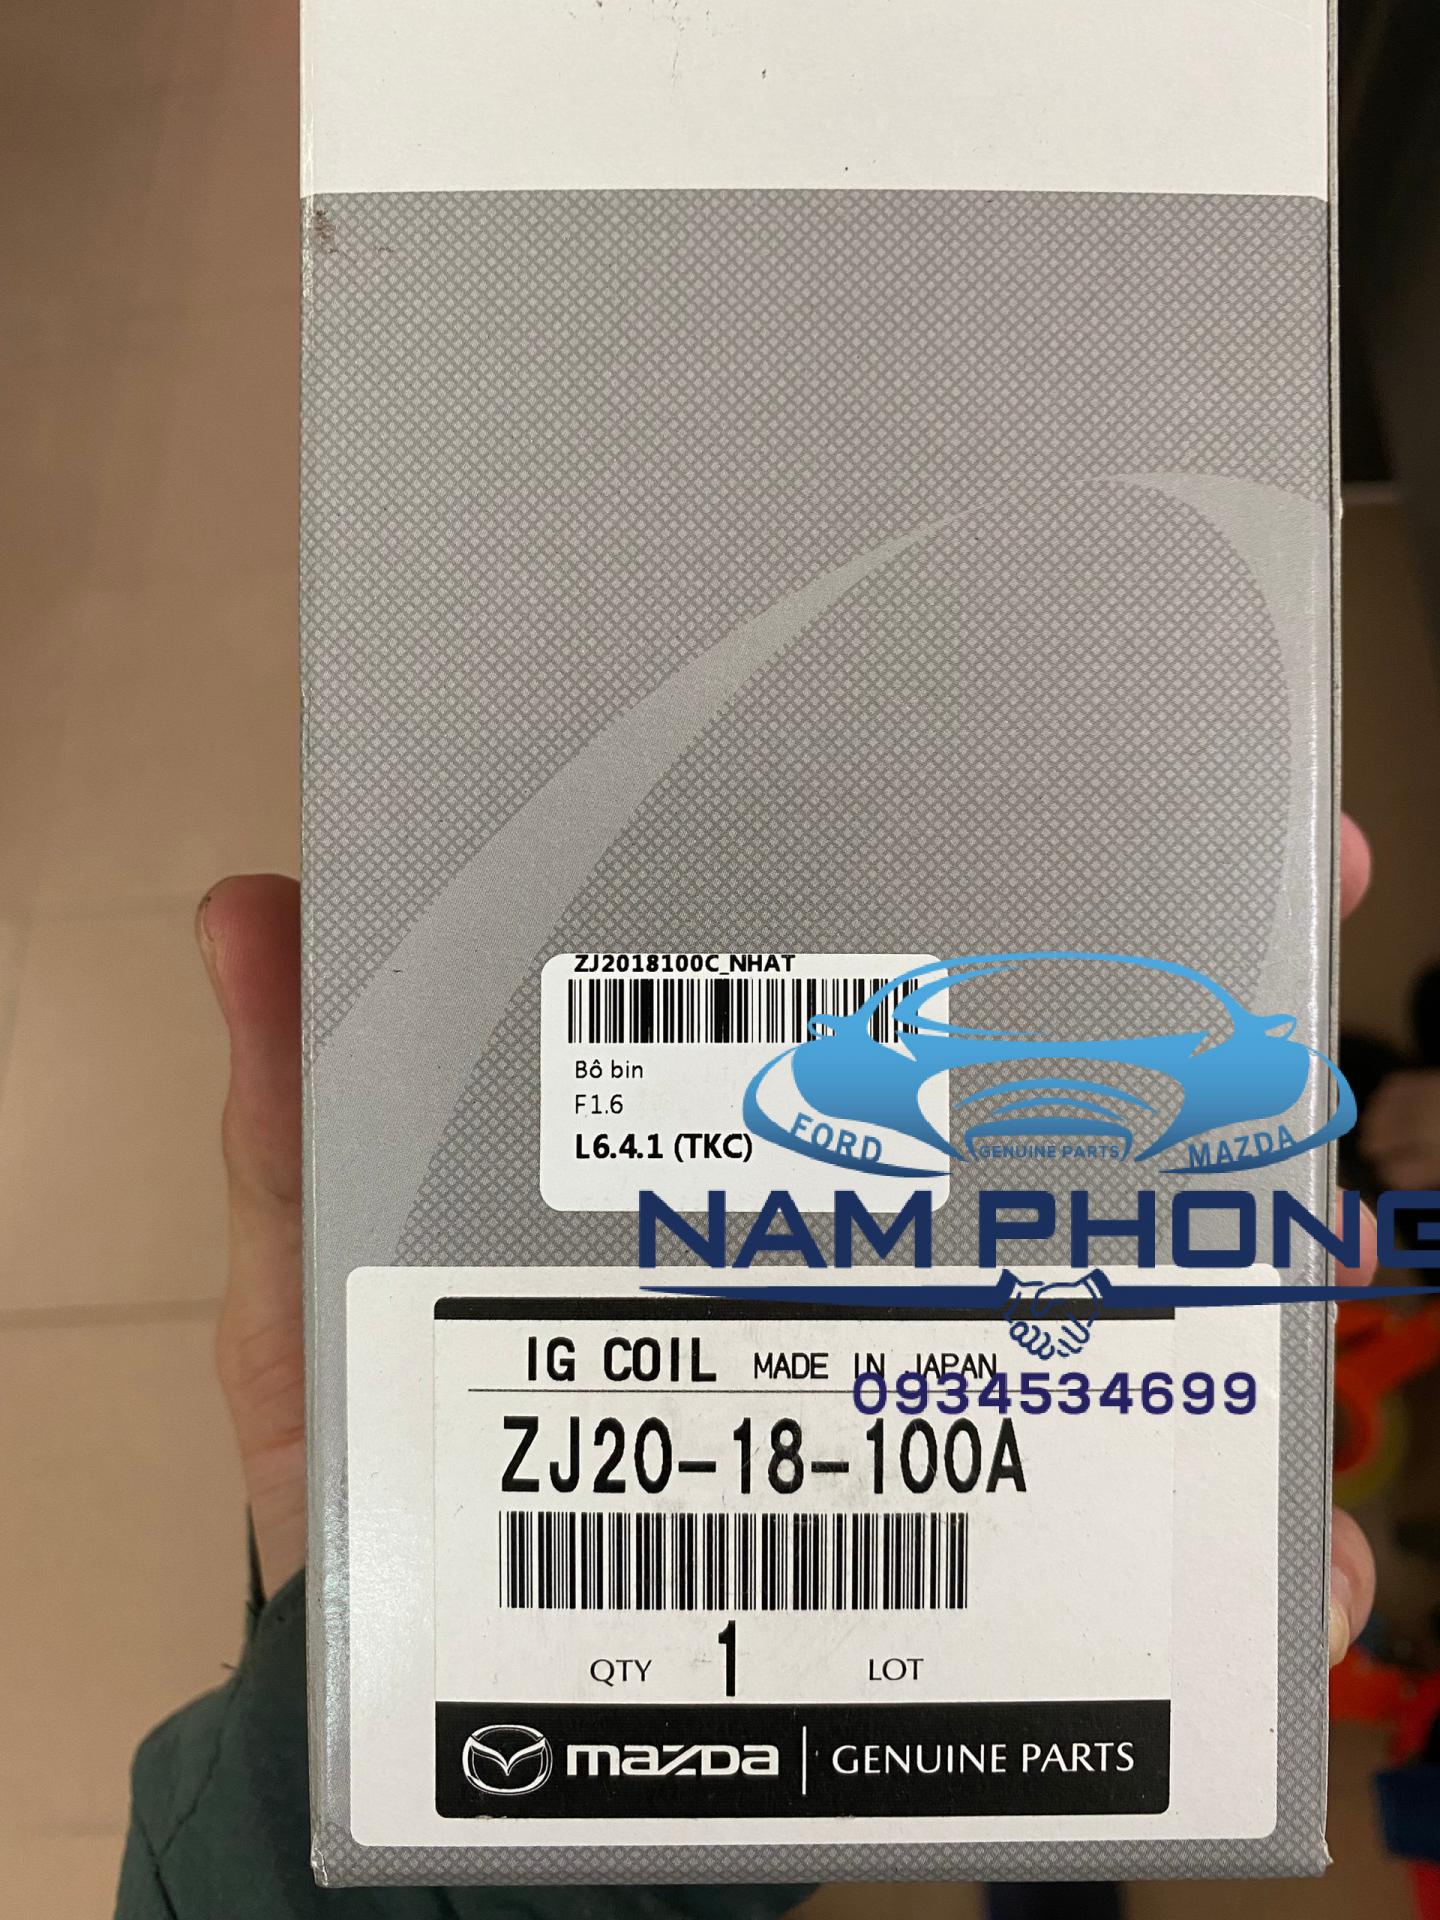 ZJ2018100C_NHAT
Bô bin
F1.6
L6.4.1 (TKC)
FORD
GENUINE PARTS
MAZDA
NAM PHONG
IG COIL MADE IN JAPAN
0934534699
ZJ20-18-100A
QTY 1 LOT
mazda GENUINE PARTS